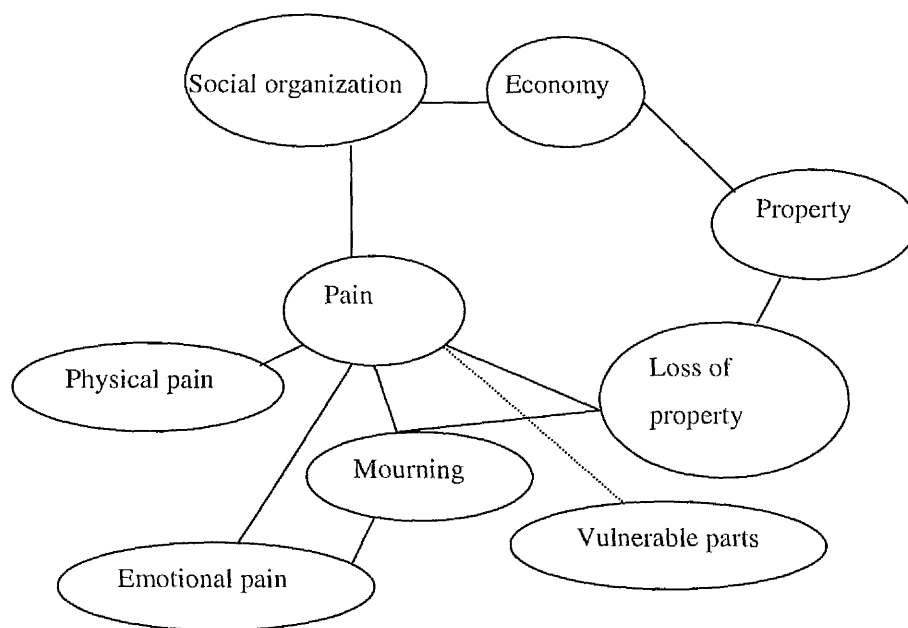 Social organization
Economy
Property
Pain
Physical pain
Loss of
property
Mourning
Vulnerable parts
Emotional pain